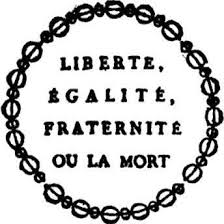 LIBERTE,
ÉGALITÉ,
FRATERNITÉ
OU LA MORT